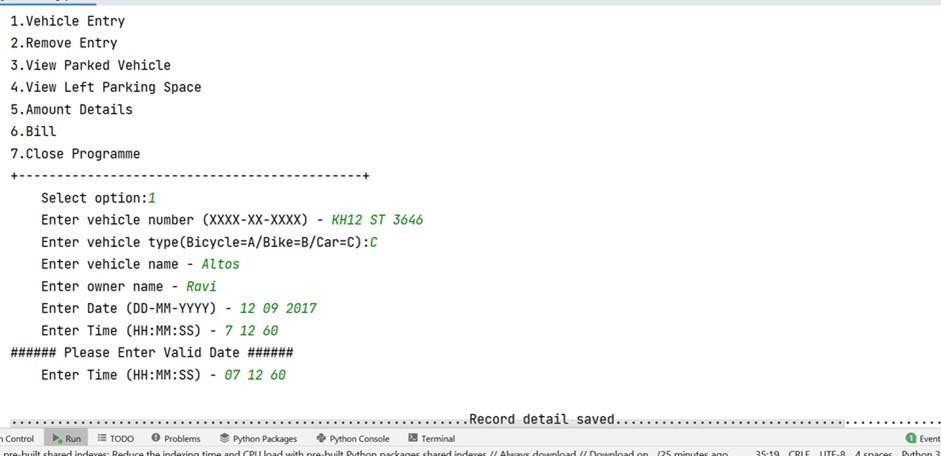 1.Vehicle Entry
2.Remove Entry
3.View Parked Vehicle
4.View Left Parking Space
5.Amount Details
6.Bill
7.Close Programme
+---------------------------------------------+
Select option:1
Enter vehicle number (XXXX-XX-XXXX) - KH12 ST 3646
Enter vehicle type(Bicycle=A/Bike=B/Car=C):C
Enter vehicle name - Altos
Enter owner name - Ravi
Enter Date (DD-MM-YYYY) - 12 09 2017
Enter Time (HH:MM:SS) - 7 12 60
###### Please Enter Valid Date ######
Enter Time (HH:MM:SS) - 07 12 60
............................................................Record detail saved..........................................
Control Run TODO Problems Python Packages Python Console Terminal 1 Event
pre-built shared indexes: Reduce the indexing time and CPU load with pre-built Python packages shared indexes // Always download // Download on (25 minutes ago 35:19 CRLF UTF-8 4 spaces Python 3